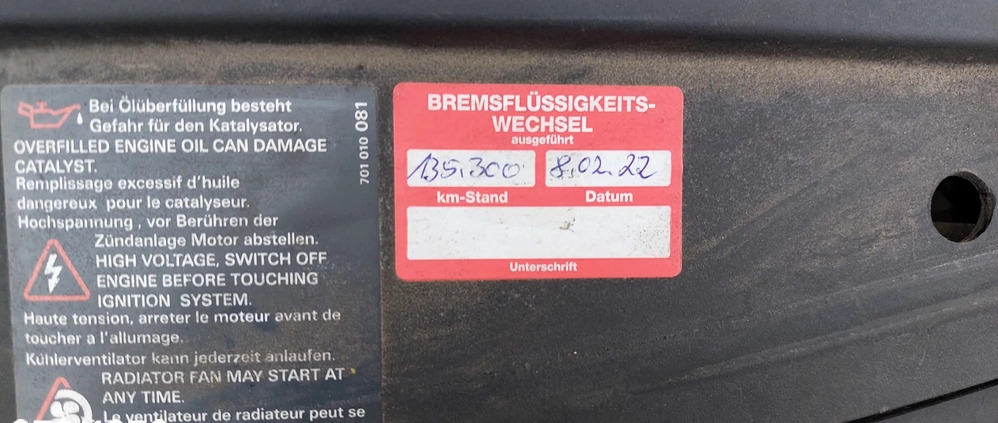 Bei Ölüberfüllung besteht
Gefahr für den Katalysator.
OVERFILLED ENGINE OIL CAN DAMAGE
CATALYST.
Remplissage excessif d'huile
dangereux pour le catalyseur.
Hochspannung , vor Berühren der
Zündanlage Motor abstellen.
HIGH VOLTAGE, SWITCH OFF
ENGINE BEFORE TOUCHING
IGNITION SYSTEM.
Haute tension, arreter le moteur avant de
toucher a l'allumage.
Kühlerventilator kann jederzeit anlaufen.
RADIATOR FAN MAY START AT
ANY TIME.
Le ventilateur de radiateur peut se
701 010 081
BREMSFLÜSSIGKEITS-
WECHSEL
ausgeführt
135.300 8.02.22
km-Stand Datum
Unterschrift